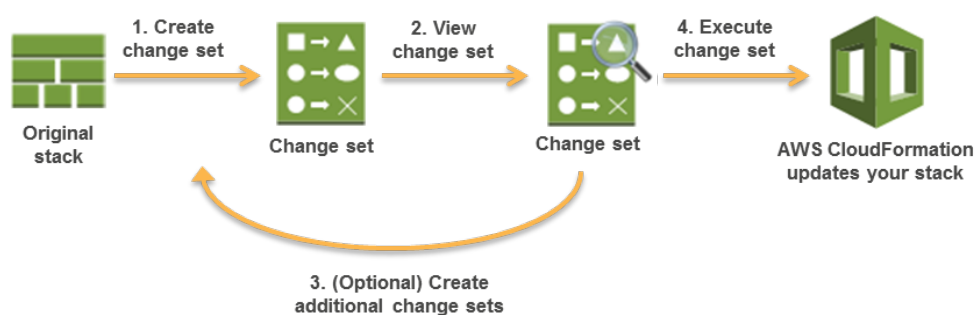 1. Create
change set
2. View
change set
4. Execute
change set
Original
stack
Change set
Change set
AWS CloudFormation
updates your stack
3. (Optional) Create
additional change sets